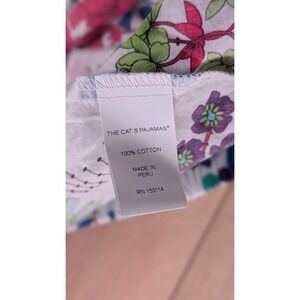 THE CAT'S PAJAMAS®
100% COTTON
MADE IN
PERU
RN 153114